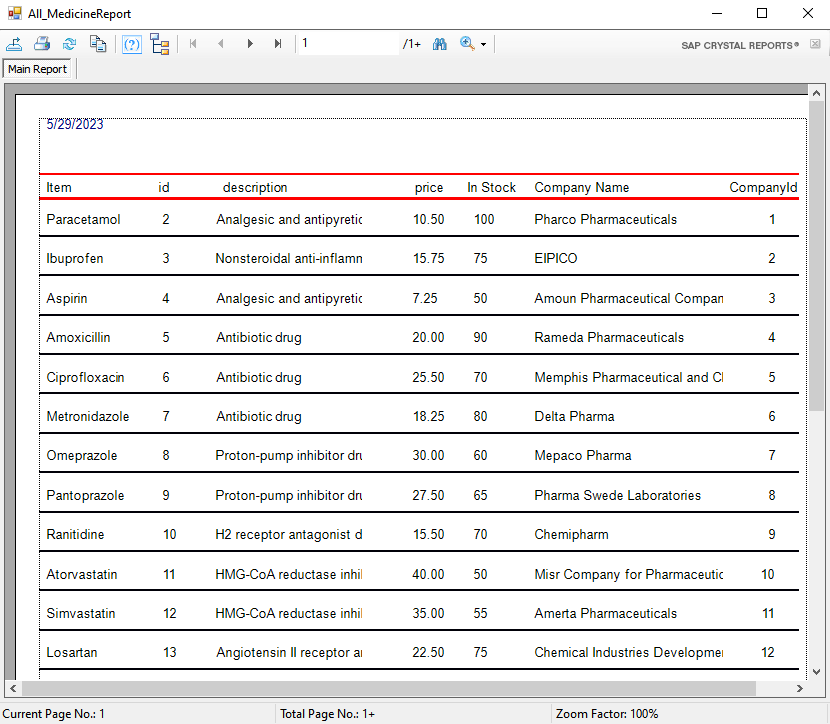 All_MedicineReport
1 /1+ SAP CRYSTAL REPORTS®
Main Report
5/29/2023
Item id description price In Stock Company Name CompanyId
Paracetamol 2 Analgesic and antipyretic 10.50 100 Pharco Pharmaceuticals 1
Ibuprofen 3 Nonsteroidal anti-inflamn 15.75 75 EIPICO 2
Aspirin 4 Analgesic and antipyretic 7.25 50 Amoun Pharmaceutical Compan 3
Amoxicillin 5 Antibiotic drug 20.00 90 Rameda Pharmaceuticals 4
Ciprofloxacin 6 Antibiotic drug 25.50 70 Memphis Pharmaceutical and Cl 5
Metronidazole 7 Antibiotic drug 18.25 80 Delta Pharma 6
Omeprazole 8 Proton-pump inhibitor dru 30.00 60 Mepaco Pharma 7
Pantoprazole 9 Proton-pump inhibitor dru 27.50 65 Pharma Swede Laboratories 8
Ranitidine 10 H2 receptor antagonist d 15.50 70 Chemipharm 9
Atorvastatin 11 HMG-CoA reductase inhil 40.00 50 Misr Company for Pharmaceutic 10
Simvastatin 12 HMG-CoA reductase inhil 35.00 55 Amerta Pharmaceuticals 11
Losartan 13 Angiotensin II receptor ar 22.50 75 Chemical Industries Developmer 12
Current Page No.: 1 Total Page No.: 1+ Zoom Factor: 100%